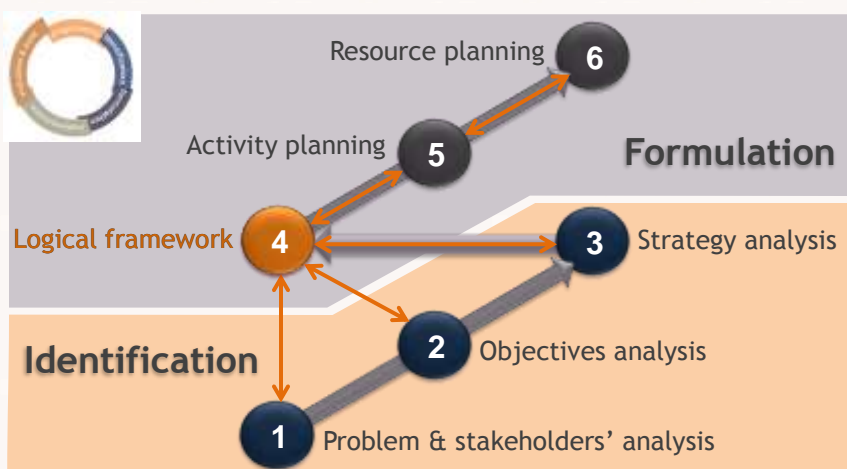 Resource planning 6
Activity planning 5
Formulation
Logical framework 4
3 Strategy analysis
Identification
2 Objectives analysis
1 Problem & stakeholders’ analysis